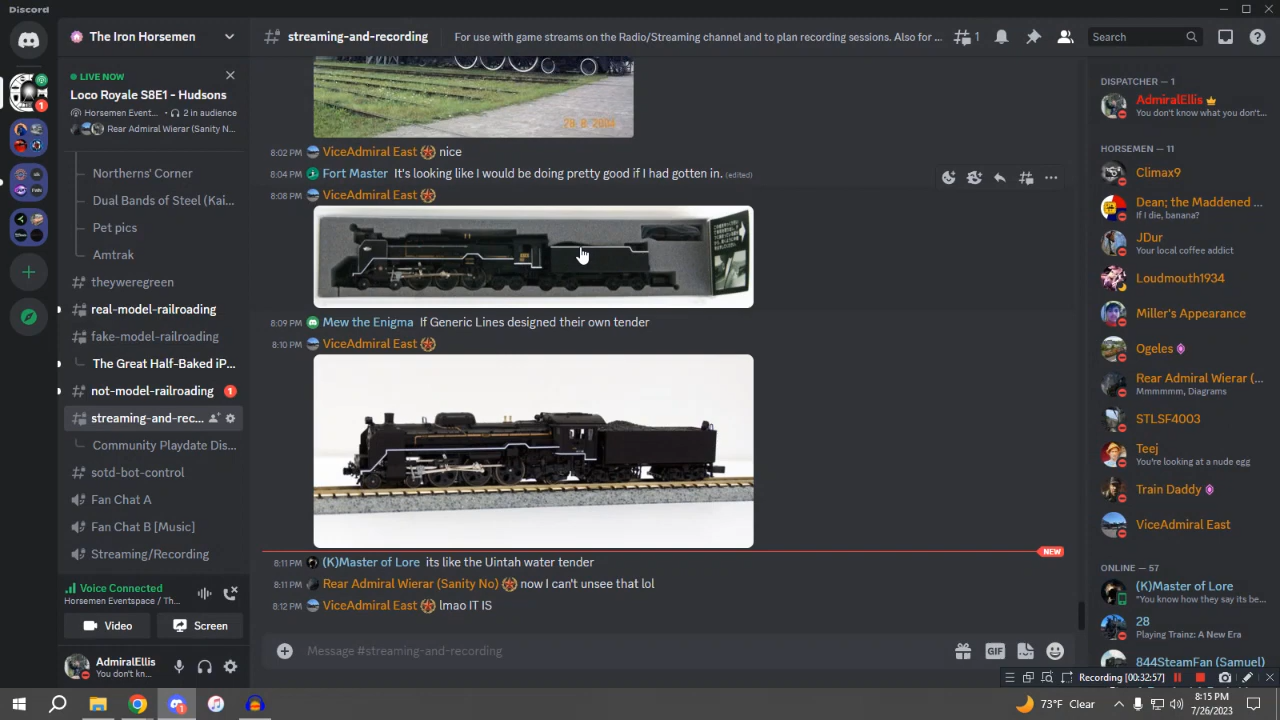 Discord
The Iron Horsemen
streaming-and-recording
For use with game streams on the Radio/Streaming channel and to plan recording sessions. Also for ...
1
Search
LIVE NOW
Loco Royale S8E1 - Hudsons
Horsemen Event... • 2 in audience
Rear Admiral Wierar (Sanity N...
1
Northerns' Corner
Dual Bands of Steel (Kai...
Pet pics
Amtrak
theyweregreen
real-model-railroading
fake-model-railroading
The Great Half-Baked iP...
not-model-railroading
1
streaming-and-rec...
Community Playdate Dis...
sotd-bot-control
Fan Chat A
Fan Chat B [Music]
Streaming/Recording
Voice Connected
Horsemen Eventspace / Th...
Video
Screen
AdmiralEllis
You don't kn...
8:02 PM ViceAdmiral East nice
8:04 PM Fort Master It's looking like I would be doing pretty good if I had gotten in. (edited)
8:08 PM ViceAdmiral East
8:09 PM Mew the Enigma If Generic Lines designed their own tender
8:10 PM ViceAdmiral East
NEW
8:11 PM (K)Master of Lore its like the Uintah water tender
8:11 PM Rear Admiral Wierar (Sanity No) now I can't unsee that lol
8:12 PM ViceAdmiral East lmao IT IS
Message #streaming-and-recording
GIF
DISPATCHER — 1
AdmiralEllis
You don't know what you don't...
HORSEMEN — 11
Climax9
Dean; the Maddened ...
If I die, banana?
JDur
Your local coffee addict
Loudmouth1934
Miller's Appearance
Ogeles
Rear Admiral Wierar (...
Mmmmmm, Diagrams
STLSF4003
Teej
You're looking at a nude egg
Train Daddy
ViceAdmiral East
ONLINE — 57
(K)Master of Lore
"You know how they say its be...
28
Playing Trainz: A New Era
844SteamFan (Samuel)
Recording [00:32:57]
73°F Clear
8:15 PM
7/26/2023